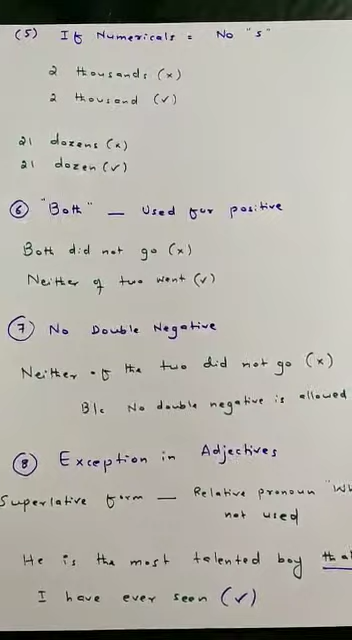 (5) If Numericals = No "s"
2 thousands (x)
2 thousand (✓)
21 dozens (x)
21 dozen (✓)
⑥ "Both" — Used for positive
Both did not go (x)
Neither of two went (✓)
⑦ No Double Negative
Neither of the two did not go (x)
B/c No double negative is allowed
⑧ Exception in Adjectives
Superlative form — Relative pronoun "Wh
not used
He is the most talented boy tha
I have ever seen (✓)